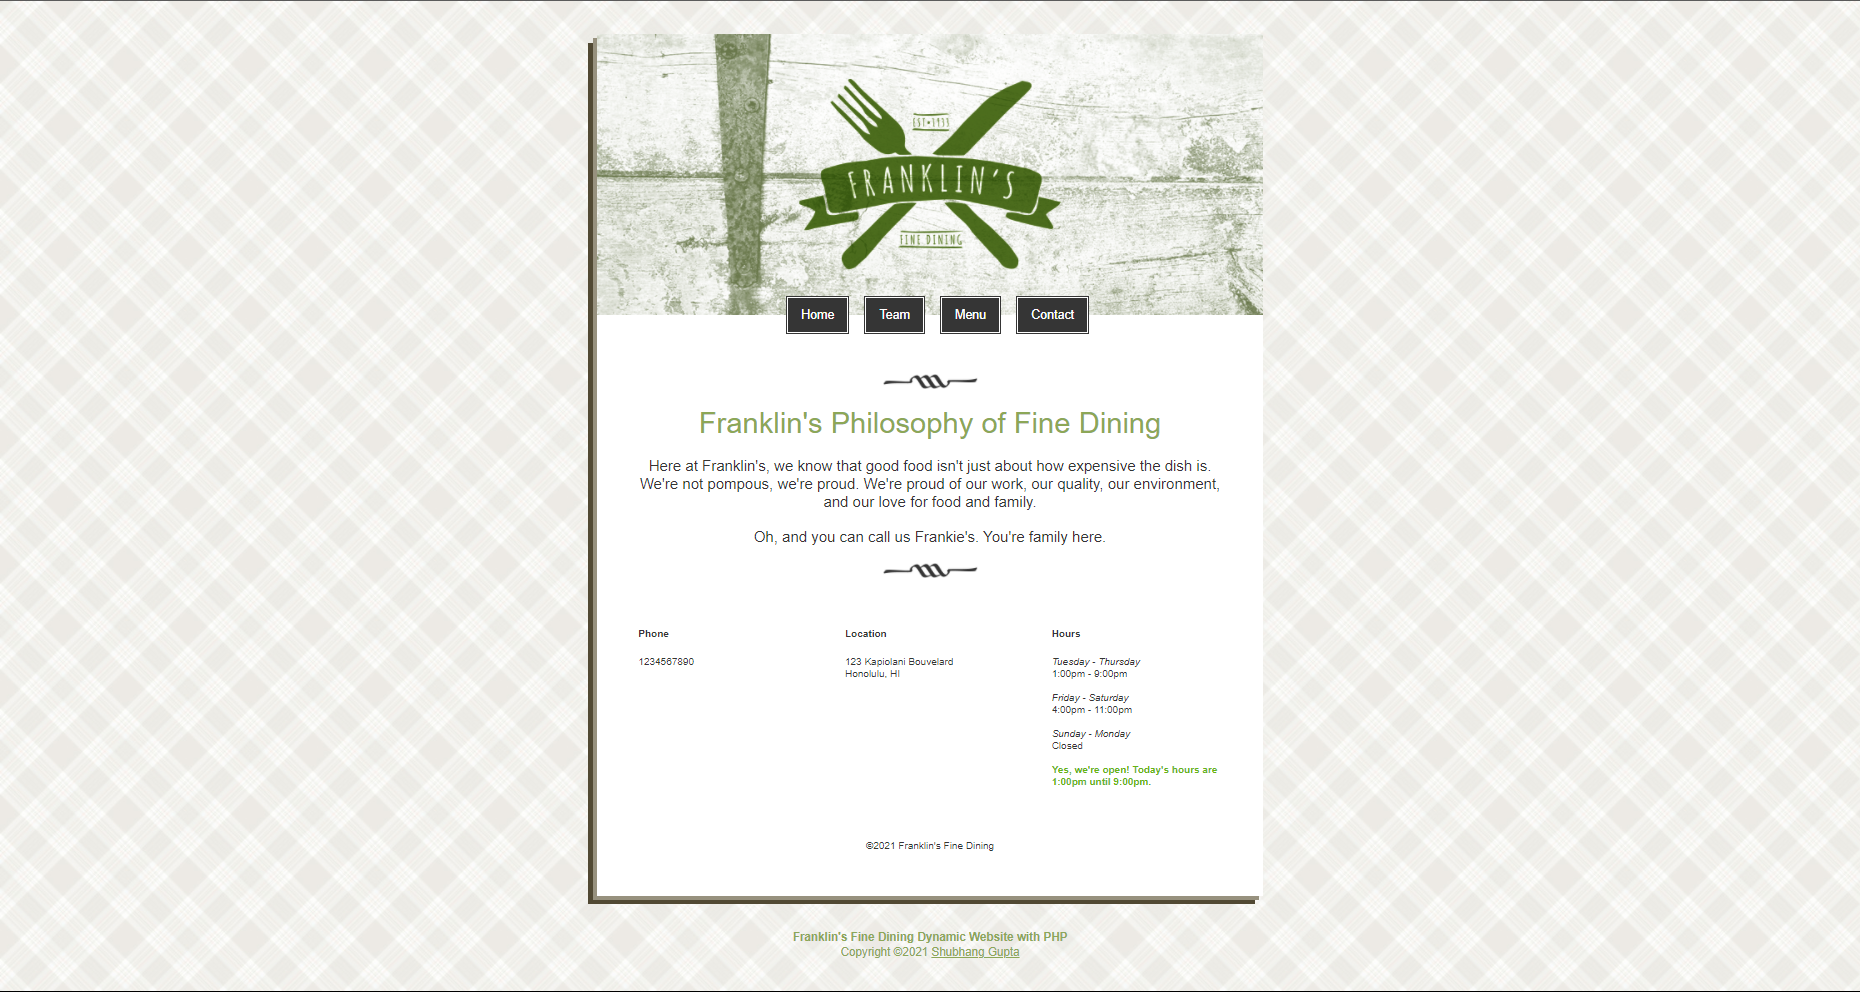 EST•1933
FRANKLIN'S
FINE DINING
Home
Team
Menu
Contact
Franklin's Philosophy of Fine Dining
Here at Franklin's, we know that good food isn't just about how expensive the dish is.
We're not pompous, we're proud. We're proud of our work, our quality, our environment,
and our love for food and family.
Oh, and you can call us Frankie's. You're family here.
Phone
1234567890
Location
123 Kapiolani Bouvelard
Honolulu, HI
Hours
Tuesday - Thursday
1:00pm - 9:00pm
Friday - Saturday
4:00pm - 11:00pm
Sunday - Monday
Closed
Yes, we're open! Today's hours are
1:00pm until 9:00pm.
©2021 Franklin's Fine Dining
Franklin's Fine Dining Dynamic Website with PHP
Copyright ©2021 Shubhang Gupta